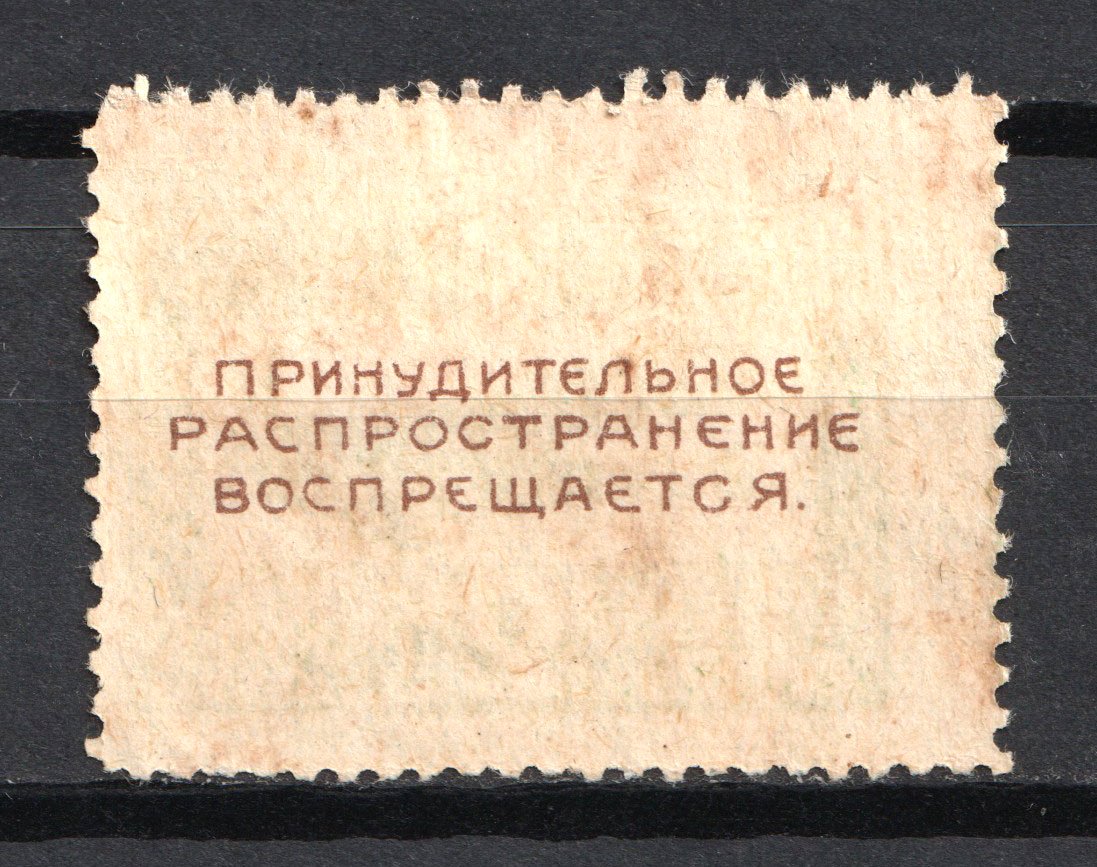 ПРИНУДИТЕЛЬНОЕ
РАСПРОСТРАНЕНИЕ
ВОСПРЕЩАЕТСЯ.